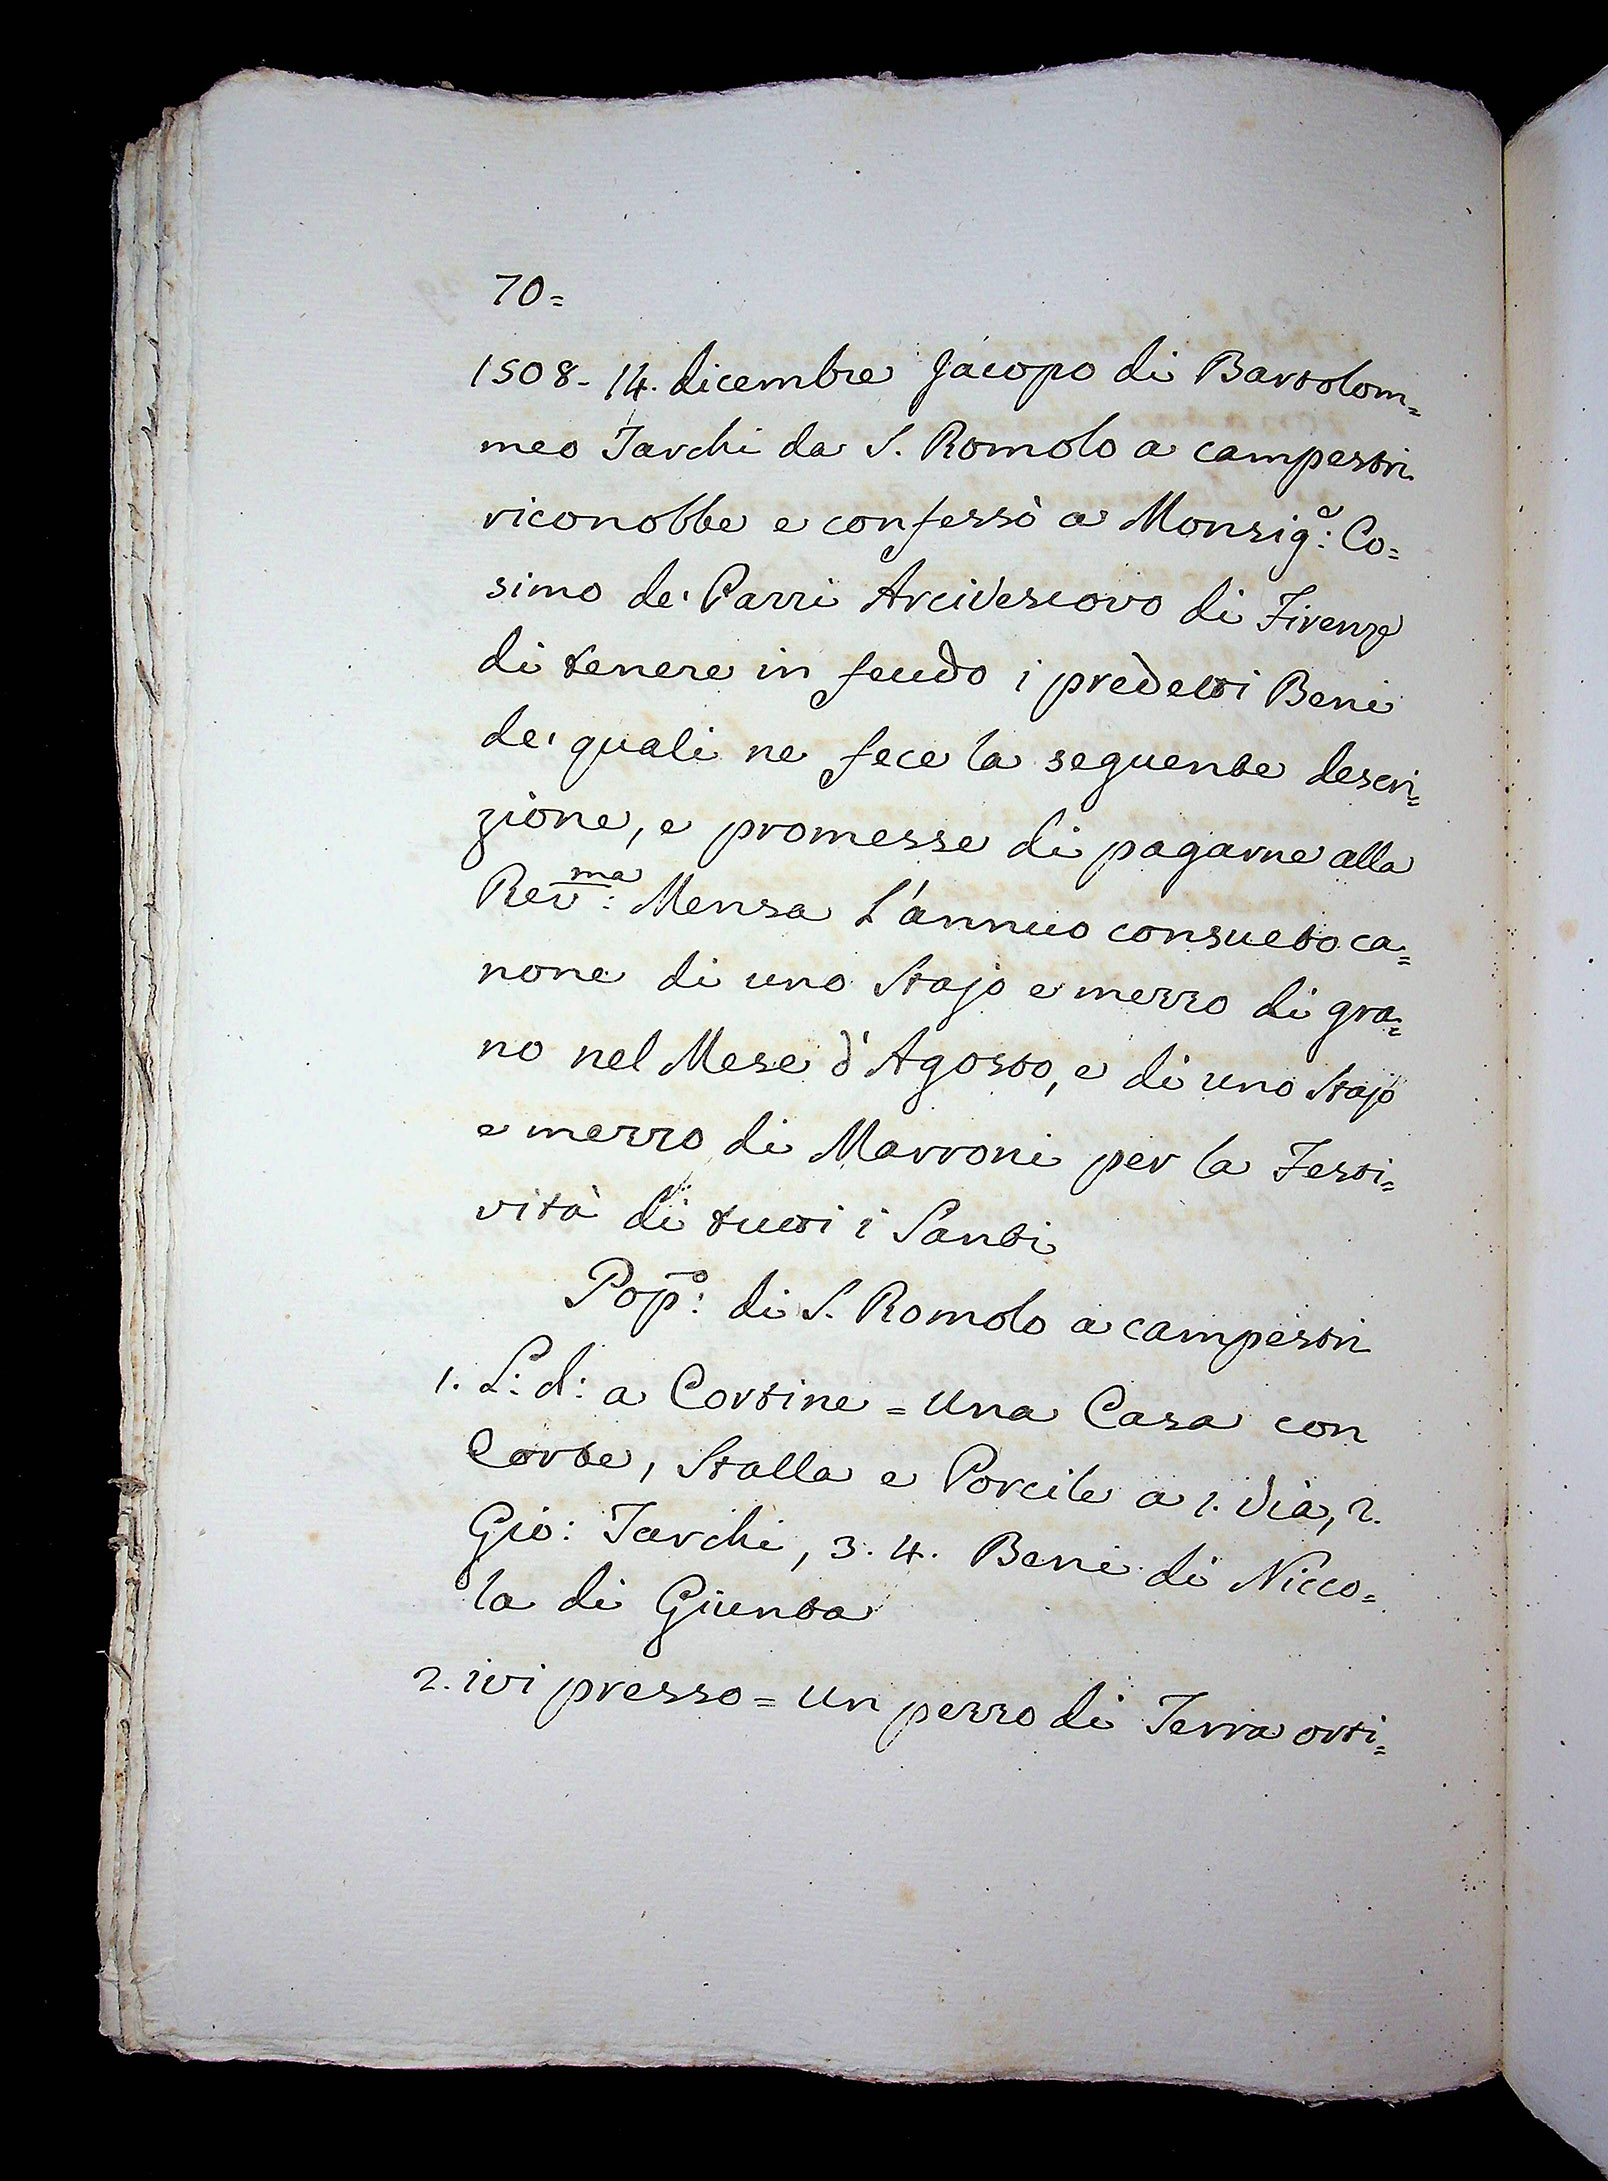 70=
1508- 14. dicembre Jacopo di Bartolom=
meo Tarchi da S. Romolo a campestri
riconobbe e confessò a Monsig.r: Co=
simo de' Pazzi Arcivescovo di Firenze
di tenere in feudo i predetti Beni
de' quali ne fece la seguente descri=
zione, e promesse di pagarne alla
Rev.ma: Mensa l'annuo consueto ca=
none di uno Stajo e mezzo di gra=
no nel Mese d'Agosto, e di uno Stajo
e mezzo di Marroni per la Festi=
vità di tutti i Santi
Pop.o: di S. Romolo a campestri
1. L: d: a Cortine = una Casa con
Corte, Stalla e Porcile a 1. via, 2.
Gio: Tarchi, 3. 4. Beni di Nicco=
la di Giunta
2. ivi presso = un pezzo di Terra orti=